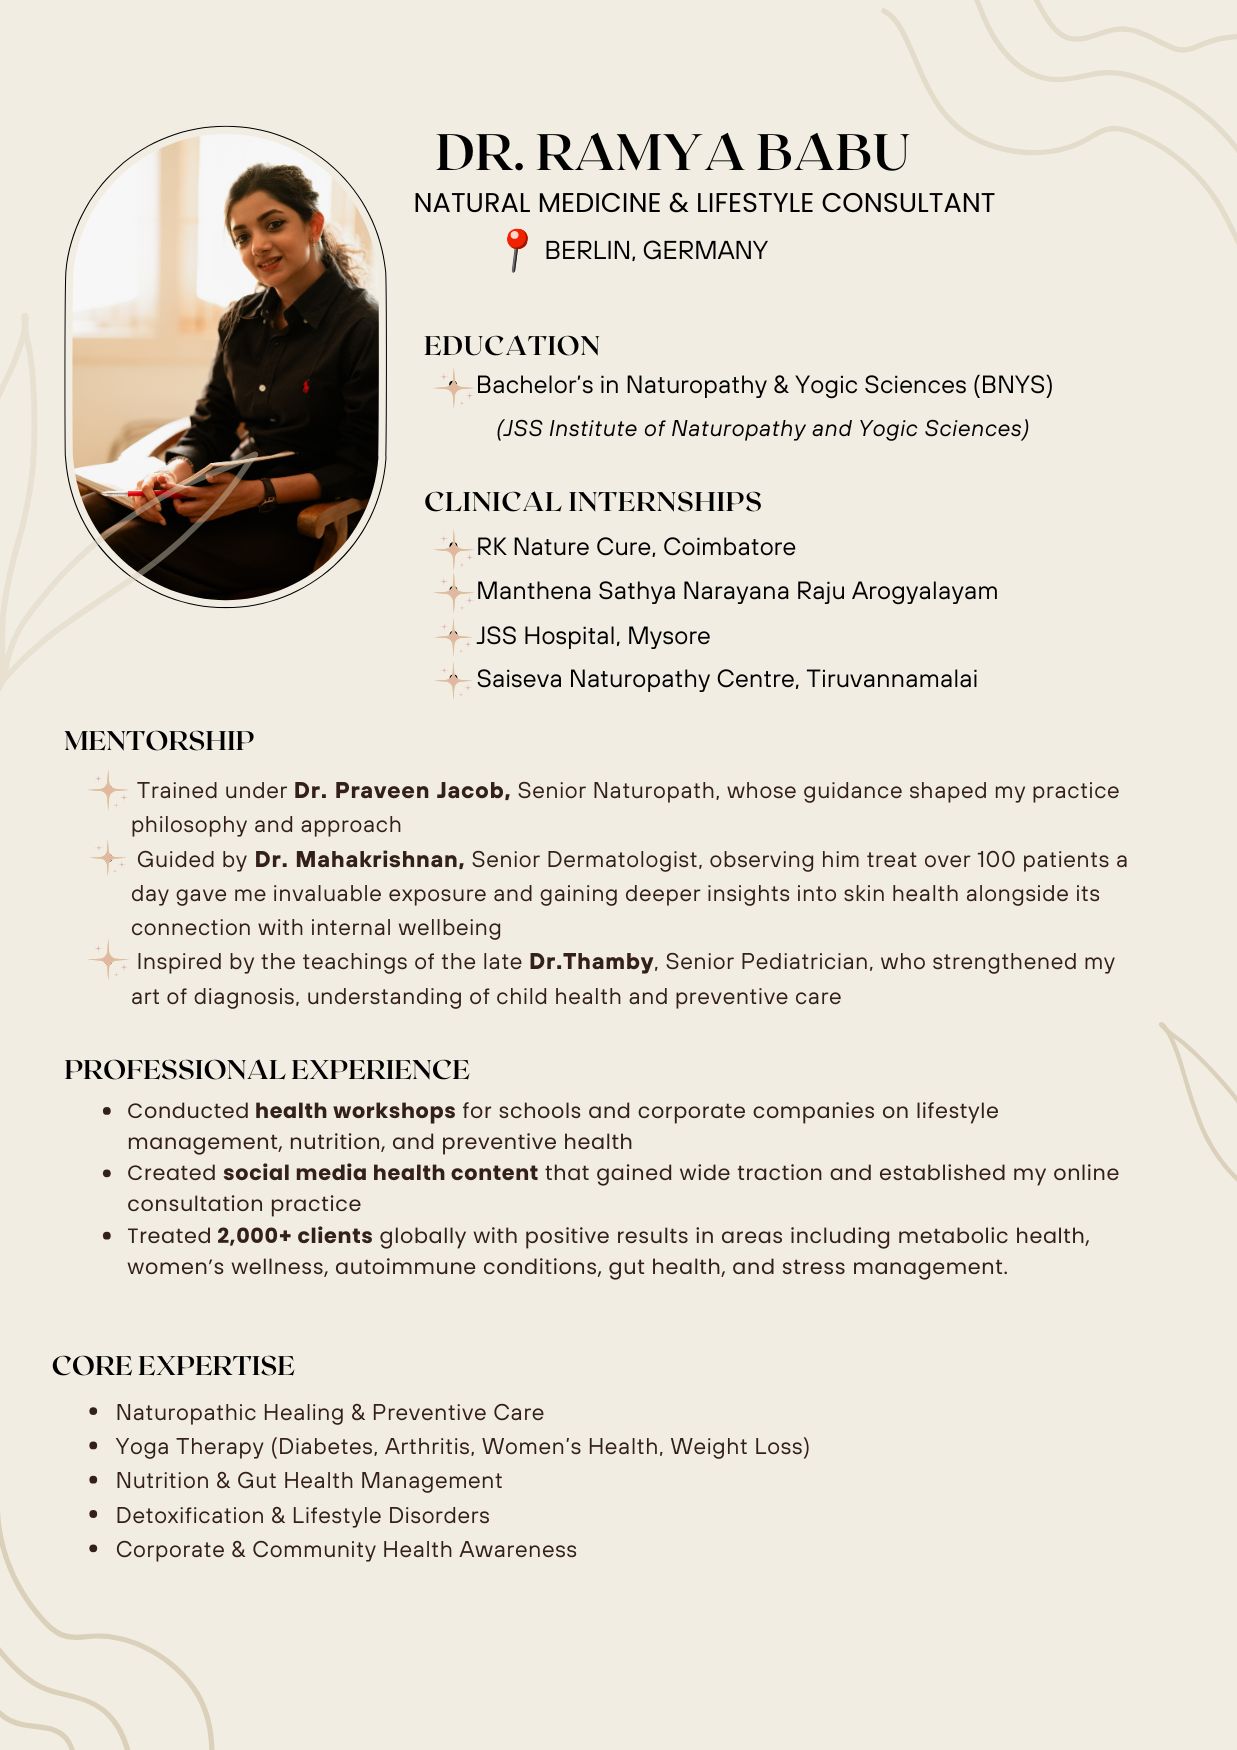 DR. RAMYA BABU
NATURAL MEDICINE & LIFESTYLE CONSULTANT
📍 BERLIN, GERMANY
EDUCATION
Bachelor’s in Naturopathy & Yogic Sciences (BNYS)
(JSS Institute of Naturopathy and Yogic Sciences)
CLINICAL INTERNSHIPS
RK Nature Cure, Coimbatore
Manthena Sathya Narayana Raju Arogyalayam
JSS Hospital, Mysore
Saiseva Naturopathy Centre, Tiruvannamalai
MENTORSHIP
Trained under Dr. Praveen Jacob, Senior Naturopath, whose guidance shaped my practice
philosophy and approach
Guided by Dr. Mahakrishnan, Senior Dermatologist, observing him treat over 100 patients a
day gave me invaluable exposure and gaining deeper insights into skin health alongside its
connection with internal wellbeing
Inspired by the teachings of the late Dr.Thamby, Senior Pediatrician, who strengthened my
art of diagnosis, understanding of child health and preventive care
PROFESSIONAL EXPERIENCE
• Conducted health workshops for schools and corporate companies on lifestyle
management, nutrition, and preventive health
• Created social media health content that gained wide traction and established my online
consultation practice
• Treated 2,000+ clients globally with positive results in areas including metabolic health,
women’s wellness, autoimmune conditions, gut health, and stress management.
CORE EXPERTISE
• Naturopathic Healing & Preventive Care
• Yoga Therapy (Diabetes, Arthritis, Women’s Health, Weight Loss)
• Nutrition & Gut Health Management
• Detoxification & Lifestyle Disorders
• Corporate & Community Health Awareness